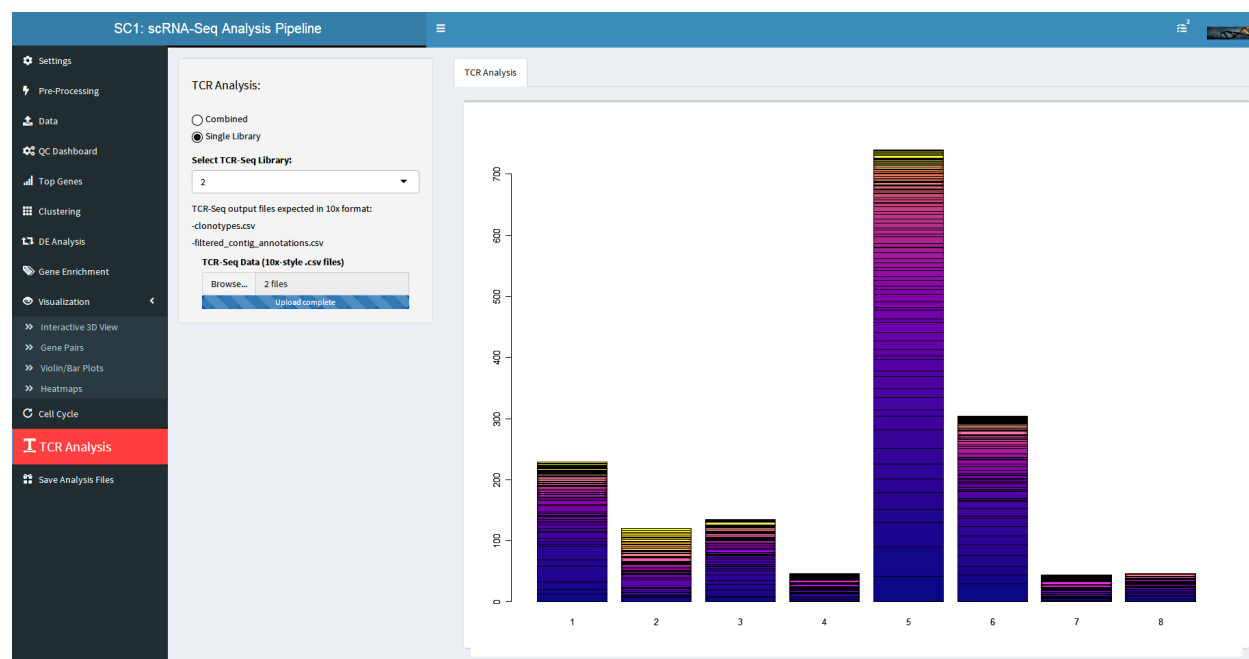 SC1: scRNA-Seq Analysis Pipeline
3
Settings
Pre-Processing
Data
QC Dashboard
Top Genes
Clustering
DE Analysis
Gene Enrichment
Visualization
Interactive 3D View
Gene Pairs
Violin/Bar Plots
Heatmaps
Cell Cycle
TCR Analysis
Save Analysis Files
TCR Analysis:
Combined
Single Library
Select TCR-Seq Library:
2
TCR-Seq output files expected in 10x format:
-clonotypes.csv
-filtered_contig_annotations.csv
TCR-Seq Data (10x-style .csv files)
Browse... 2 files
Upload complete
TCR Analysis
700
600
500
400
300
200
100
0
1 2 3 4 5 6 7 8